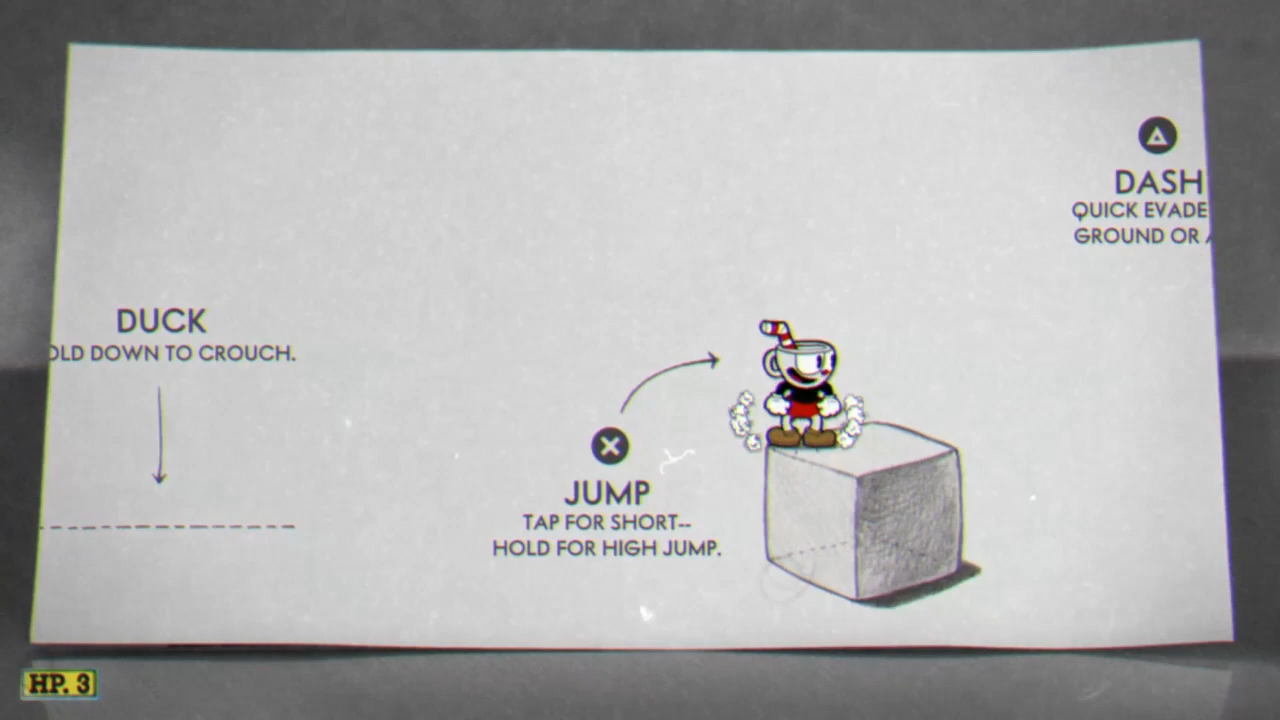 DASH
QUICK EVADE
GROUND OR
DUCK
OLD DOWN TO CROUCH.
JUMP
TAP FOR SHORT--
HOLD FOR HIGH JUMP.
HP. 3